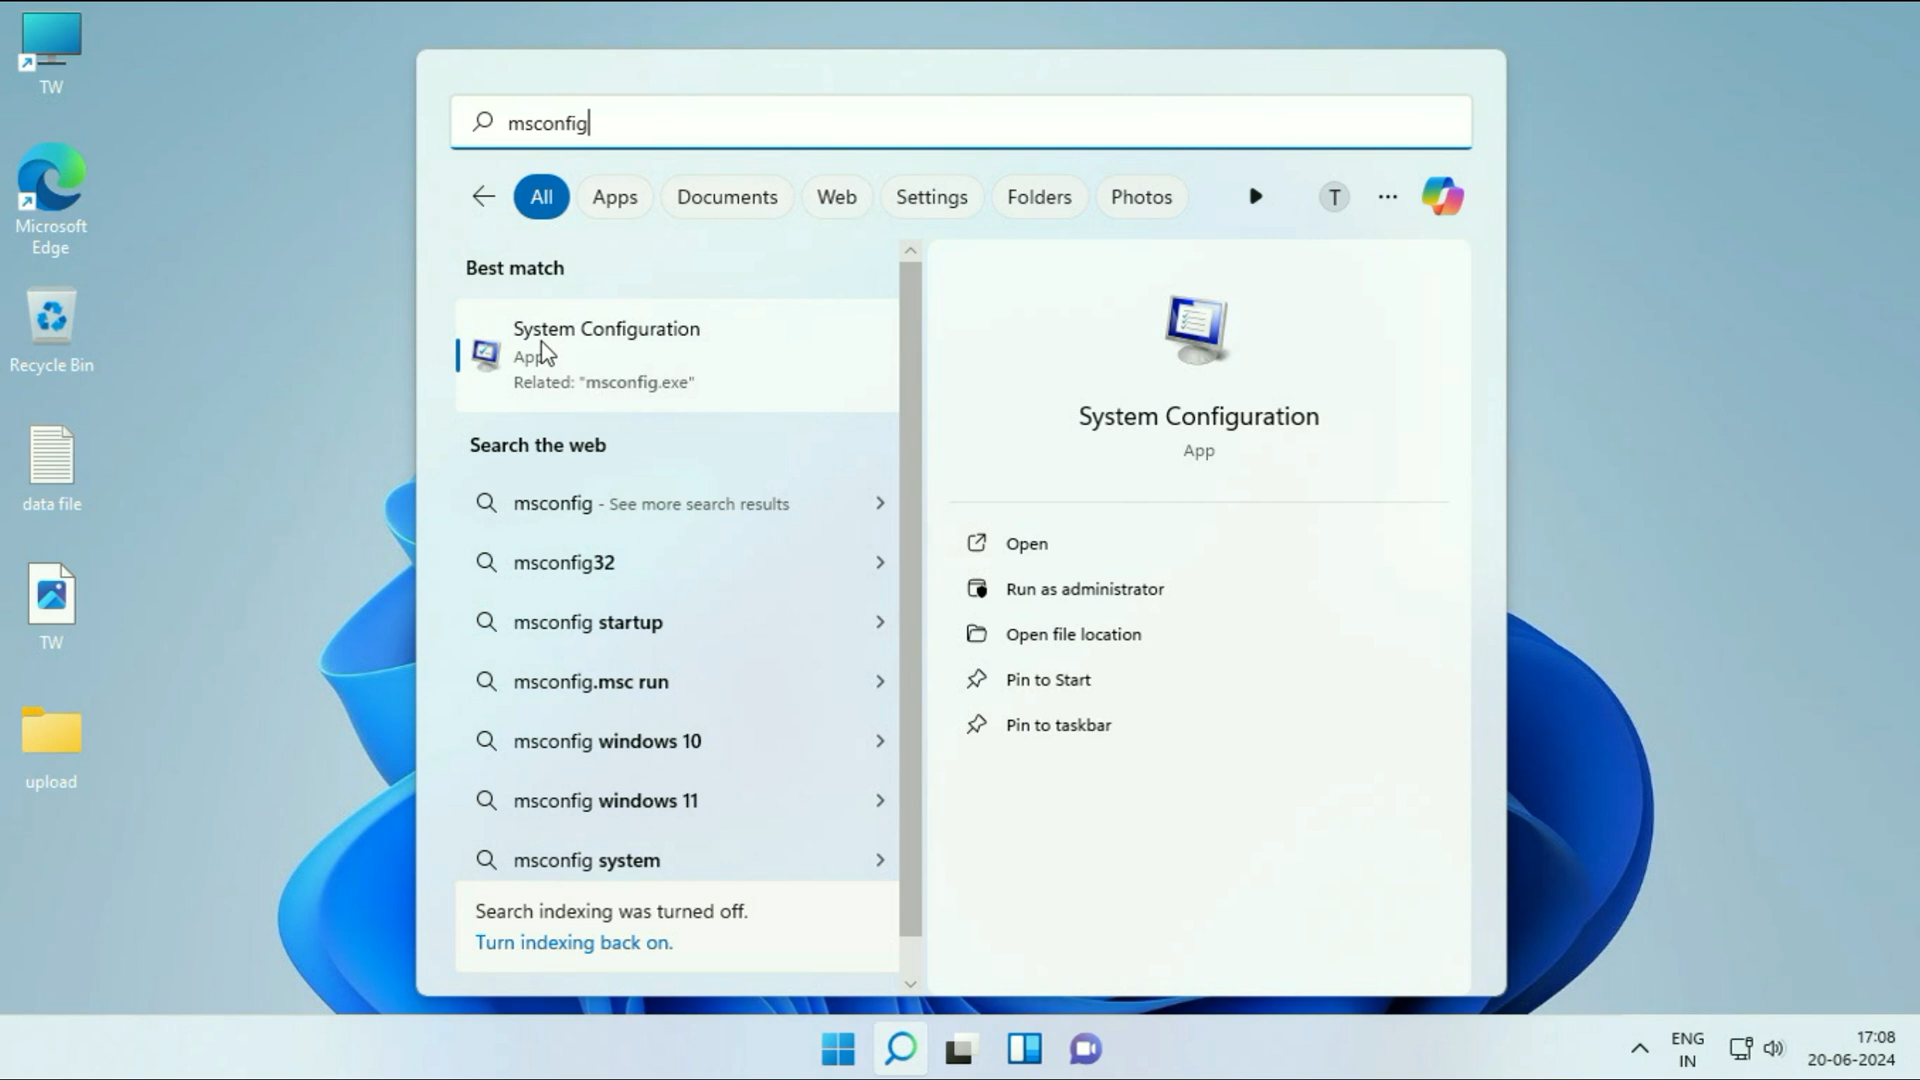 TW
Microsoft
Edge
Recycle Bin
data file
TW
upload
msconfig
All
Apps
Documents
Web
Settings
Folders
Photos
T
Best match
System Configuration
App
Related: "msconfig.exe"
Search the web
msconfig - See more search results
msconfig32
msconfig startup
msconfig.msc run
msconfig windows 10
msconfig windows 11
msconfig system
Search indexing was turned off.
Turn indexing back on.
System Configuration
App
Open
Run as administrator
Open file location
Pin to Start
Pin to taskbar
ENG
IN
17:08
20-06-2024